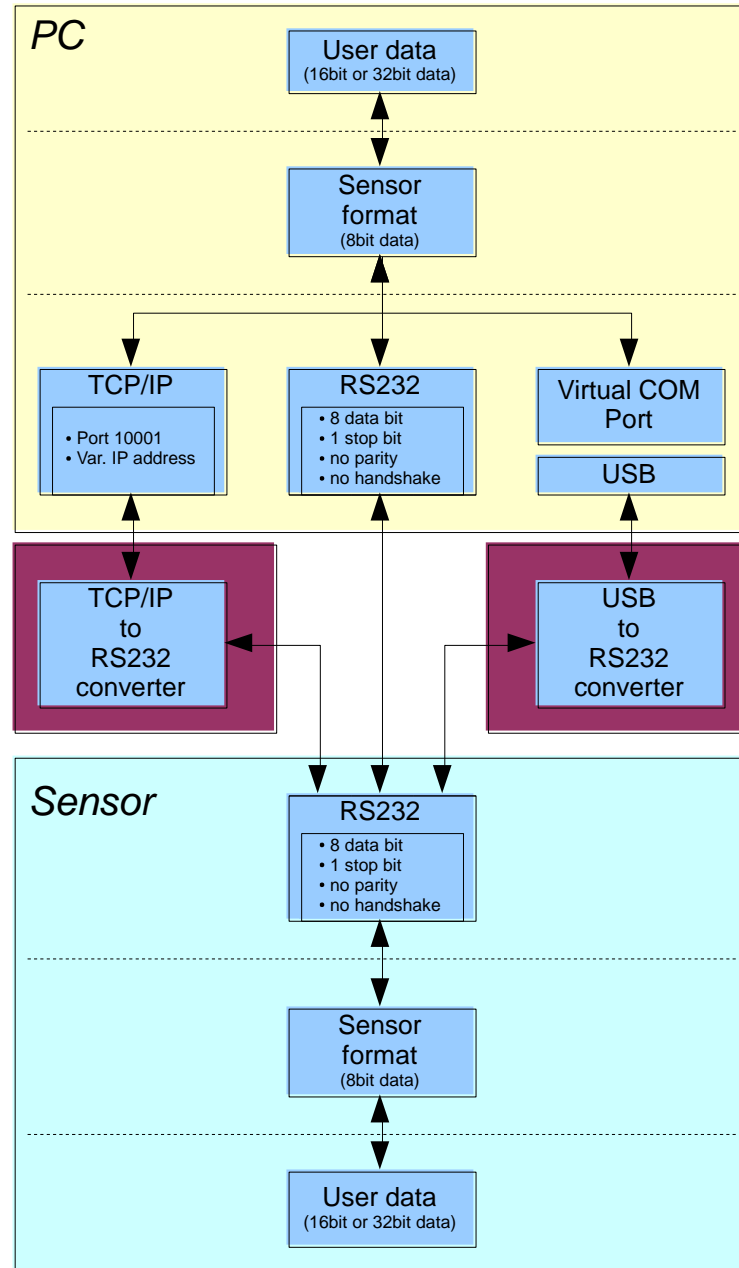 PC
User data
(16bit or 32bit data)
Sensor
format
(8bit data)
TCP/IP
• Port 10001
• Var. IP address
RS232
• 8 data bit
• 1 stop bit
• no parity
• no handshake
Virtual COM
Port
USB
TCP/IP
to
RS232
converter
USB
to
RS232
converter
Sensor
RS232
• 8 data bit
• 1 stop bit
• no parity
• no handshake
Sensor
format
(8bit data)
User data
(16bit or 32bit data)